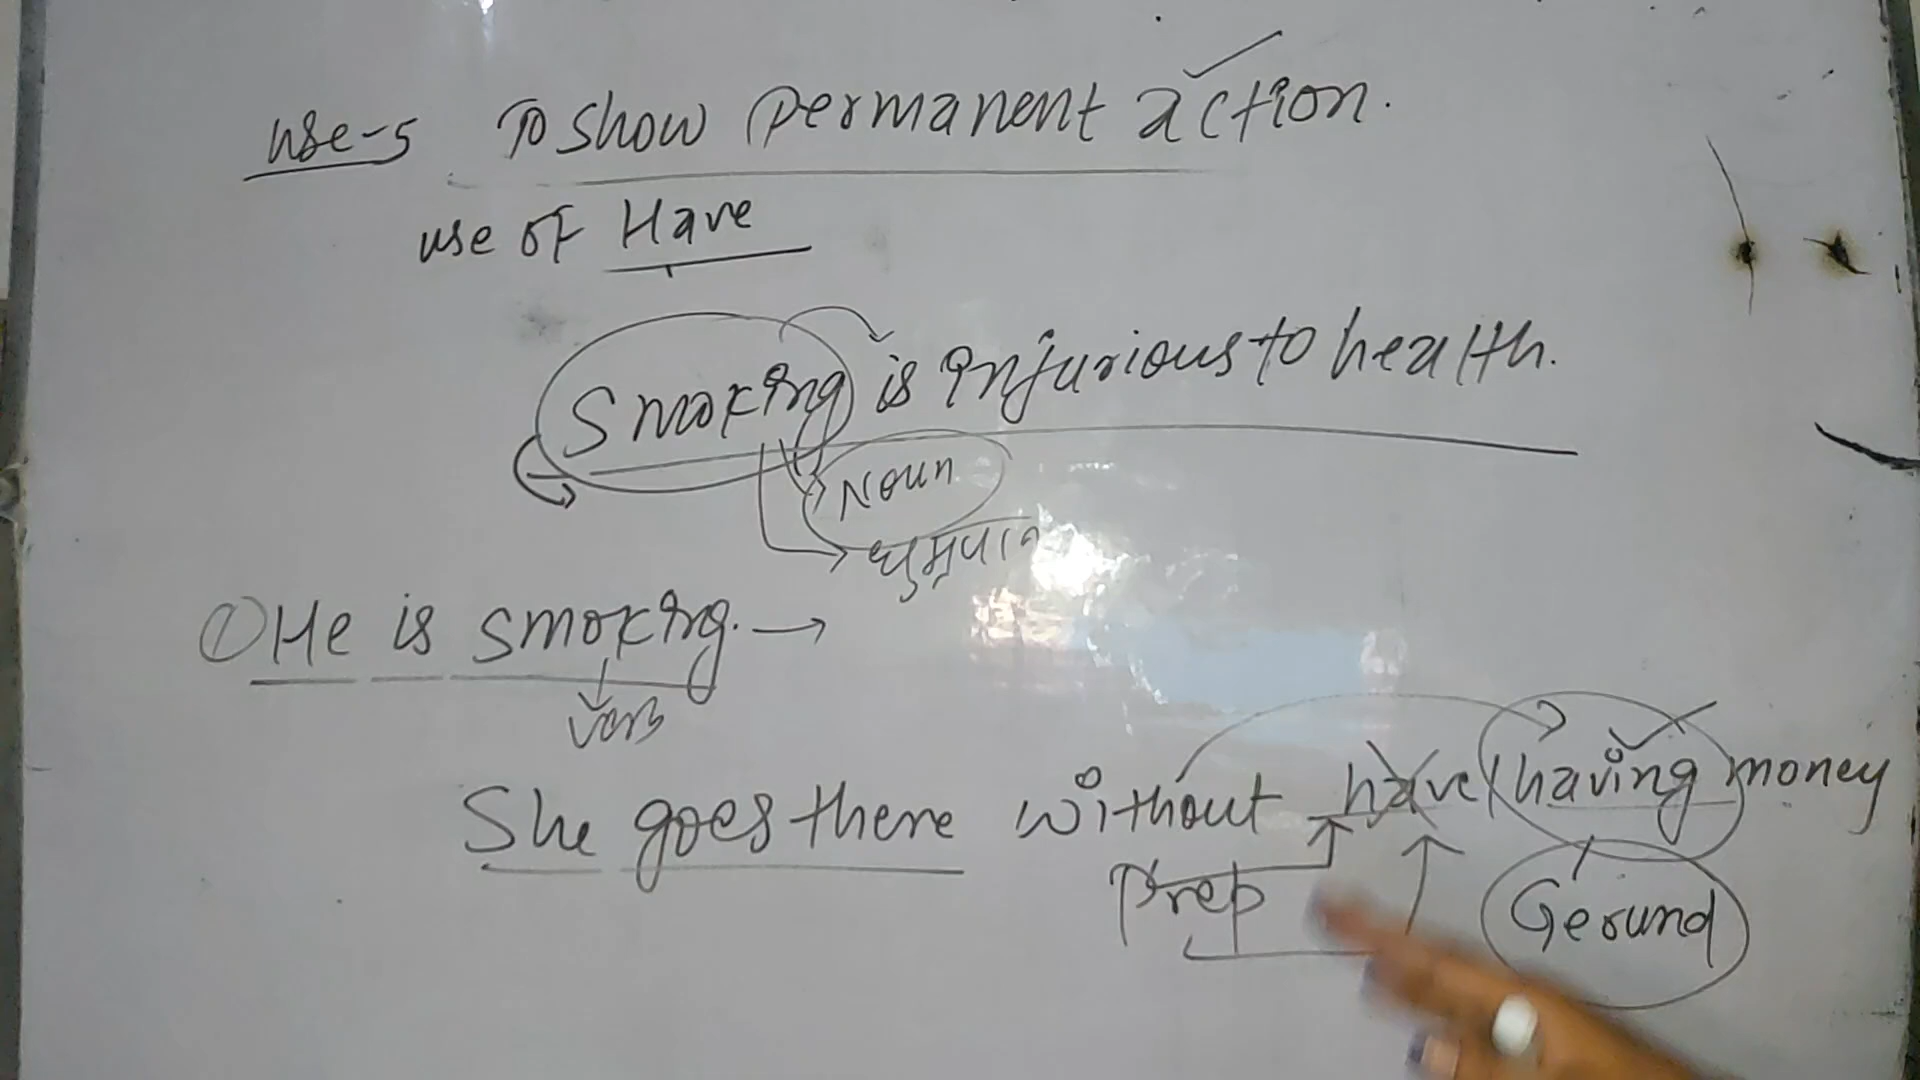 use-5 To show permanent action.
use of Have
Smoking is injurious to health.
Noun
धुम्रपान
① He is smoking. →
verb
She goes there without have / having money
Prep
Gerund